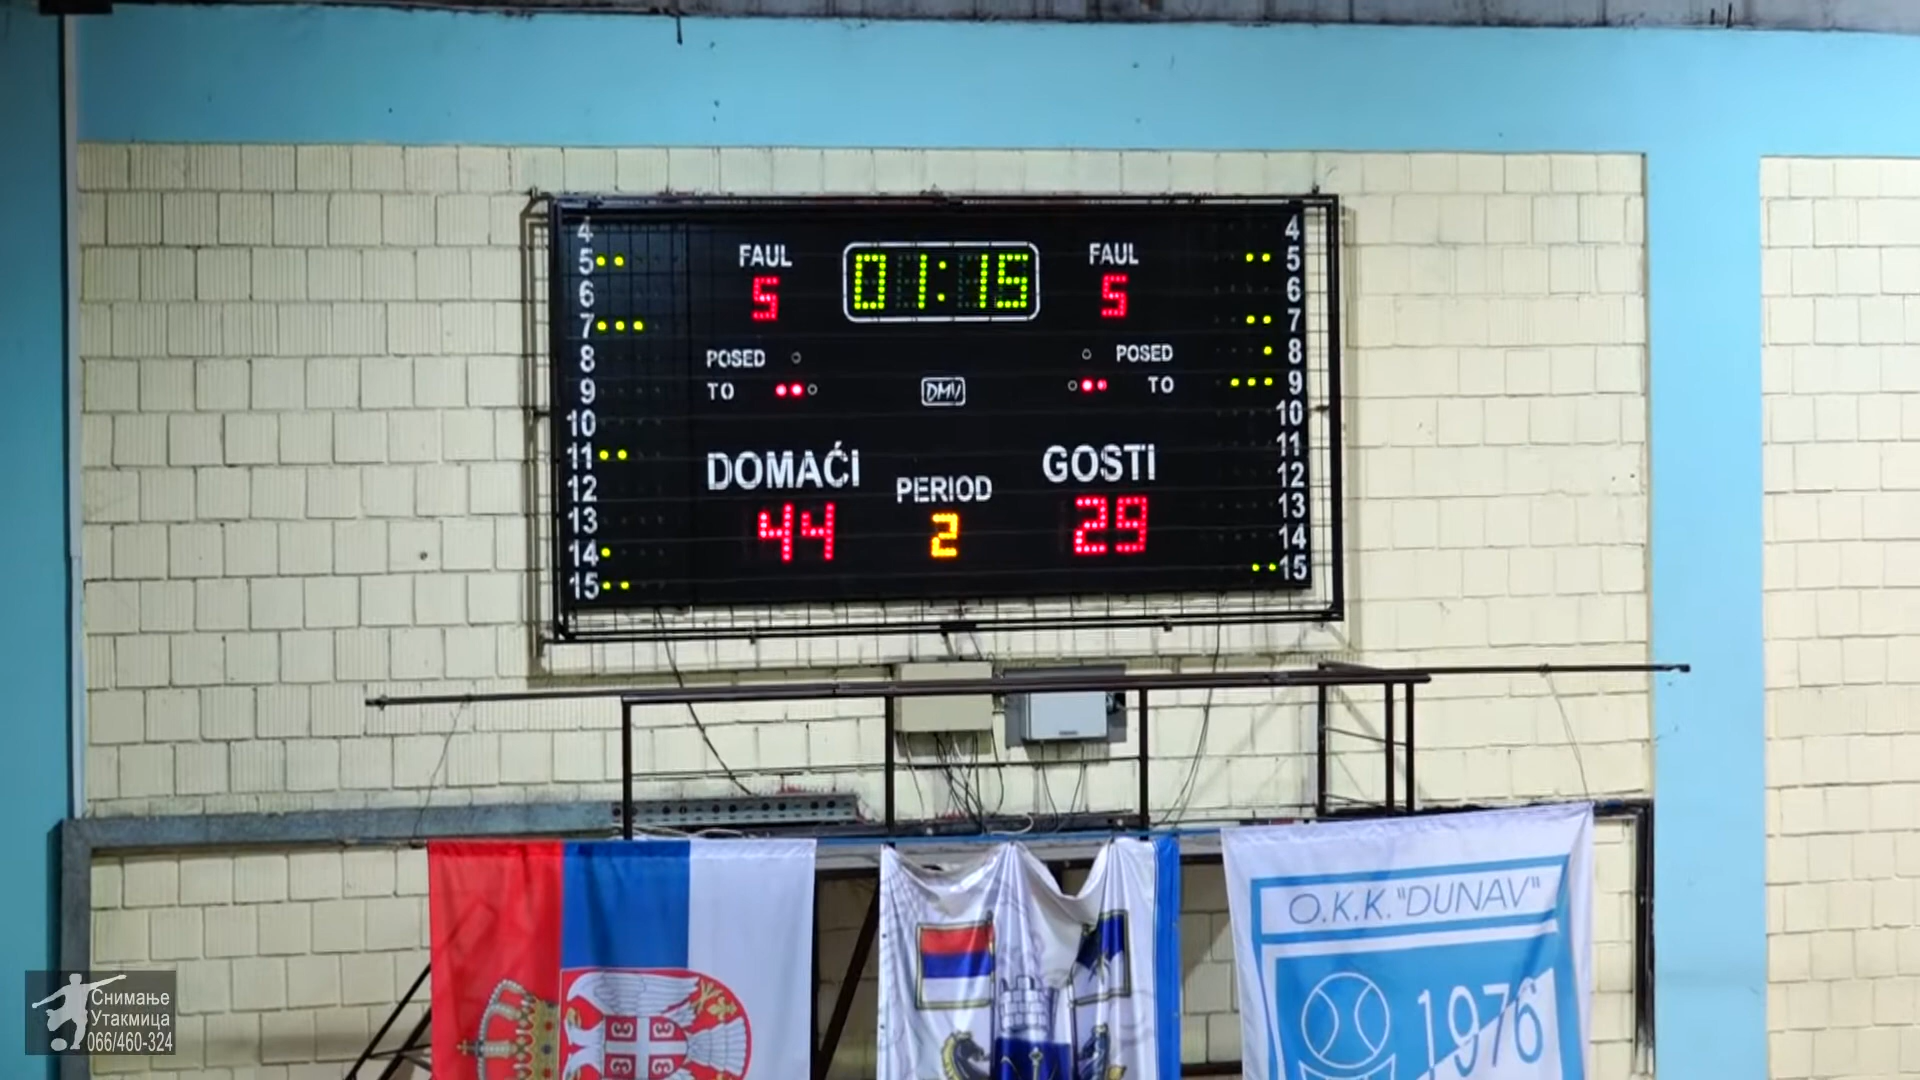 4
5
6
7
8
9
10
11
12
13
14
15
FAUL
5
01:15
FAUL
5
POSED
POSED
TO
DMV
TO
DOMAĆI
PERIOD
GOSTI
44
2
29
4
5
6
7
8
9
10
11
12
13
14
15
O.K.K."DUNAV"
1976
Снимање
Утакмица
066/460-324